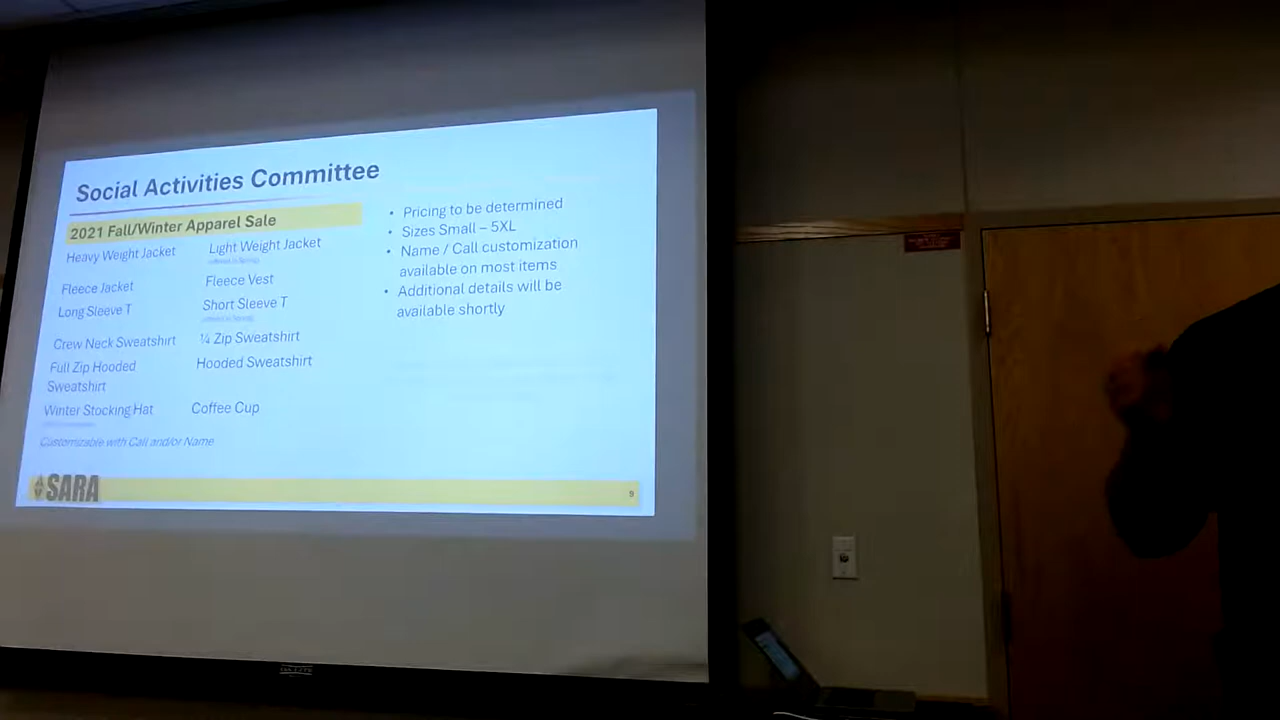 Social Activities Committee
2021 Fall/Winter Apparel Sale
Heavy Weight Jacket
Light Weight Jacket
Fleece Jacket
Fleece Vest
Long Sleeve T
Short Sleeve T
Crew Neck Sweatshirt
¼ Zip Sweatshirt
Full Zip Hooded
Sweatshirt
Hooded Sweatshirt
Winter Stocking Hat
Coffee Cup
Customizable with Call and/or Name
• Pricing to be determined
• Sizes Small – 5XL
• Name / Call customization
available on most items
• Additional details will be
available shortly
SARA
9